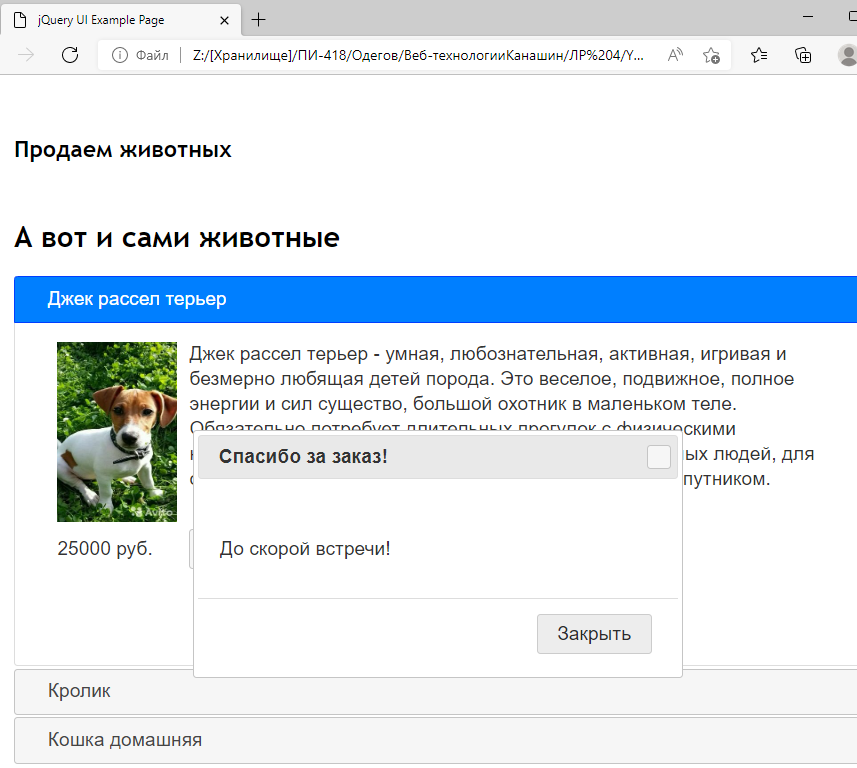 jQuery UI Example Page
Файл
Z:/[Хранилище]/ПИ-418/Одегов/Веб-технологииКанашин/ЛР%204/Y...
Продаем животных
А вот и сами животные
Джек рассел терьер
Джек рассел терьер - умная, любознательная, активная, игривая и
безмерно любящая детей порода. Это веселое, подвижное, полное
энергии и сил существо, большой охотник в маленьком теле.
Обязательно потребует длительных прогулок с физическими
людей, для
путником.
Avito
25000 руб.
Спасибо за заказ!
До скорой встречи!
Закрыть
Кролик
Кошка домашняя